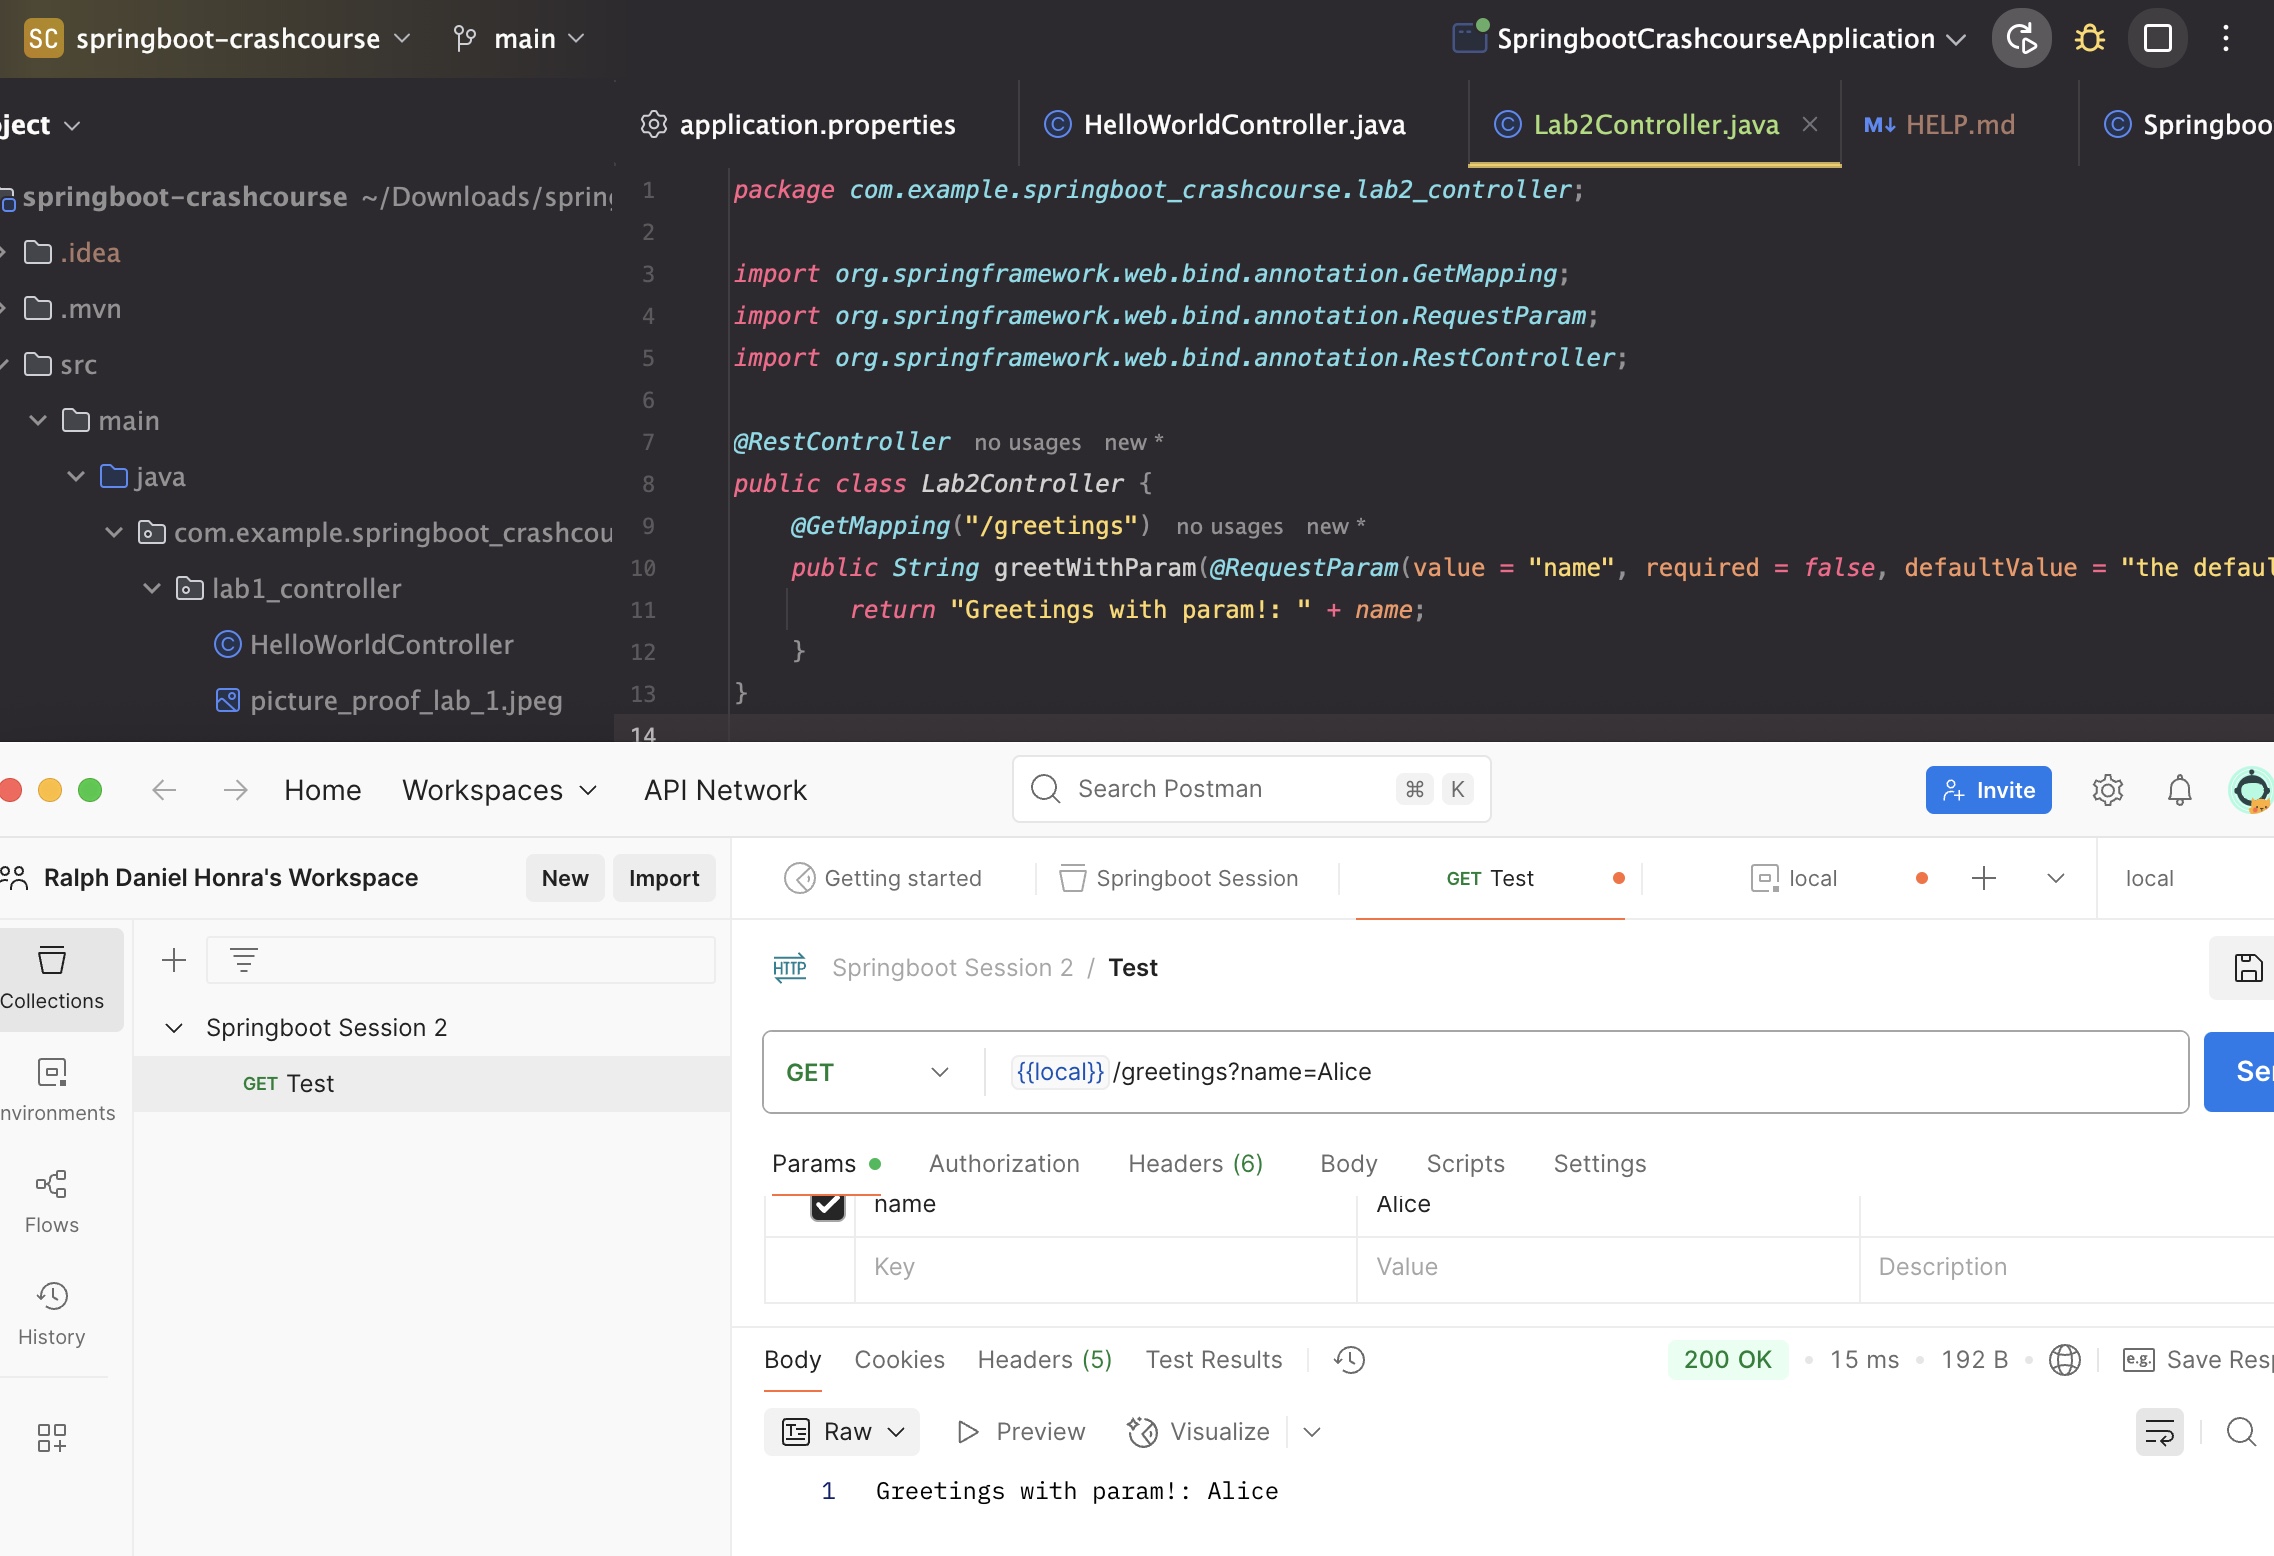 SC springboot-crashcourse main SpringbootCrashcourseApplication
ject application.properties HelloWorldController.java Lab2Controller.java M↓ HELP.md Springboo
springboot-crashcourse ~/Downloads/spring
.idea
.mvn
src
main
java
com.example.springboot_crashcou
lab1_controller
HelloWorldController
picture_proof_lab_1.jpeg
1 package com.example.springboot_crashcourse.lab2_controller;
2
3 import org.springframework.web.bind.annotation.GetMapping;
4 import org.springframework.web.bind.annotation.RequestParam;
5 import org.springframework.web.bind.annotation.RestController;
6
7 @RestController no usages new *
8 public class Lab2Controller {
9 @GetMapping("/greetings") no usages new *
10 public String greetWithParam(@RequestParam(value = "name", required = false, defaultValue = "the defaul
11 return "Greetings with param!: " + name;
12 }
13 }
14
Home Workspaces API Network Search Postman ⌘ K Invite
Ralph Daniel Honra's Workspace New Import Getting started Springboot Session GET Test local local
Collections
nvironments
Flows
History
Springboot Session 2
GET Test
HTTP Springboot Session 2 / Test
GET {{local}}/greetings?name=Alice Ser
Params Authorization Headers (6) Body Scripts Settings
name Alice
Key Value Description
Body Cookies Headers (5) Test Results 200 OK 15 ms 192 B e.g. Save Resp
Raw Preview Visualize
1 Greetings with param!: Alice